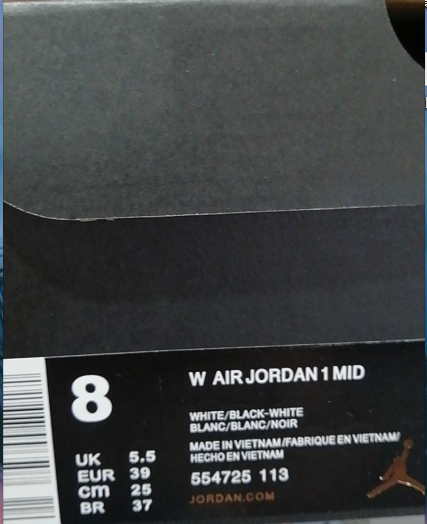 8
W AIR JORDAN 1 MID
WHITE/BLACK-WHITE
BLANC/BLANC/NOIR
MADE IN VIETNAM/FABRIQUE EN VIETNAM/
HECHO EN VIETNAM
554725 113
JORDAN.COM
UK 5.5
EUR 39
cm 25
BR 37